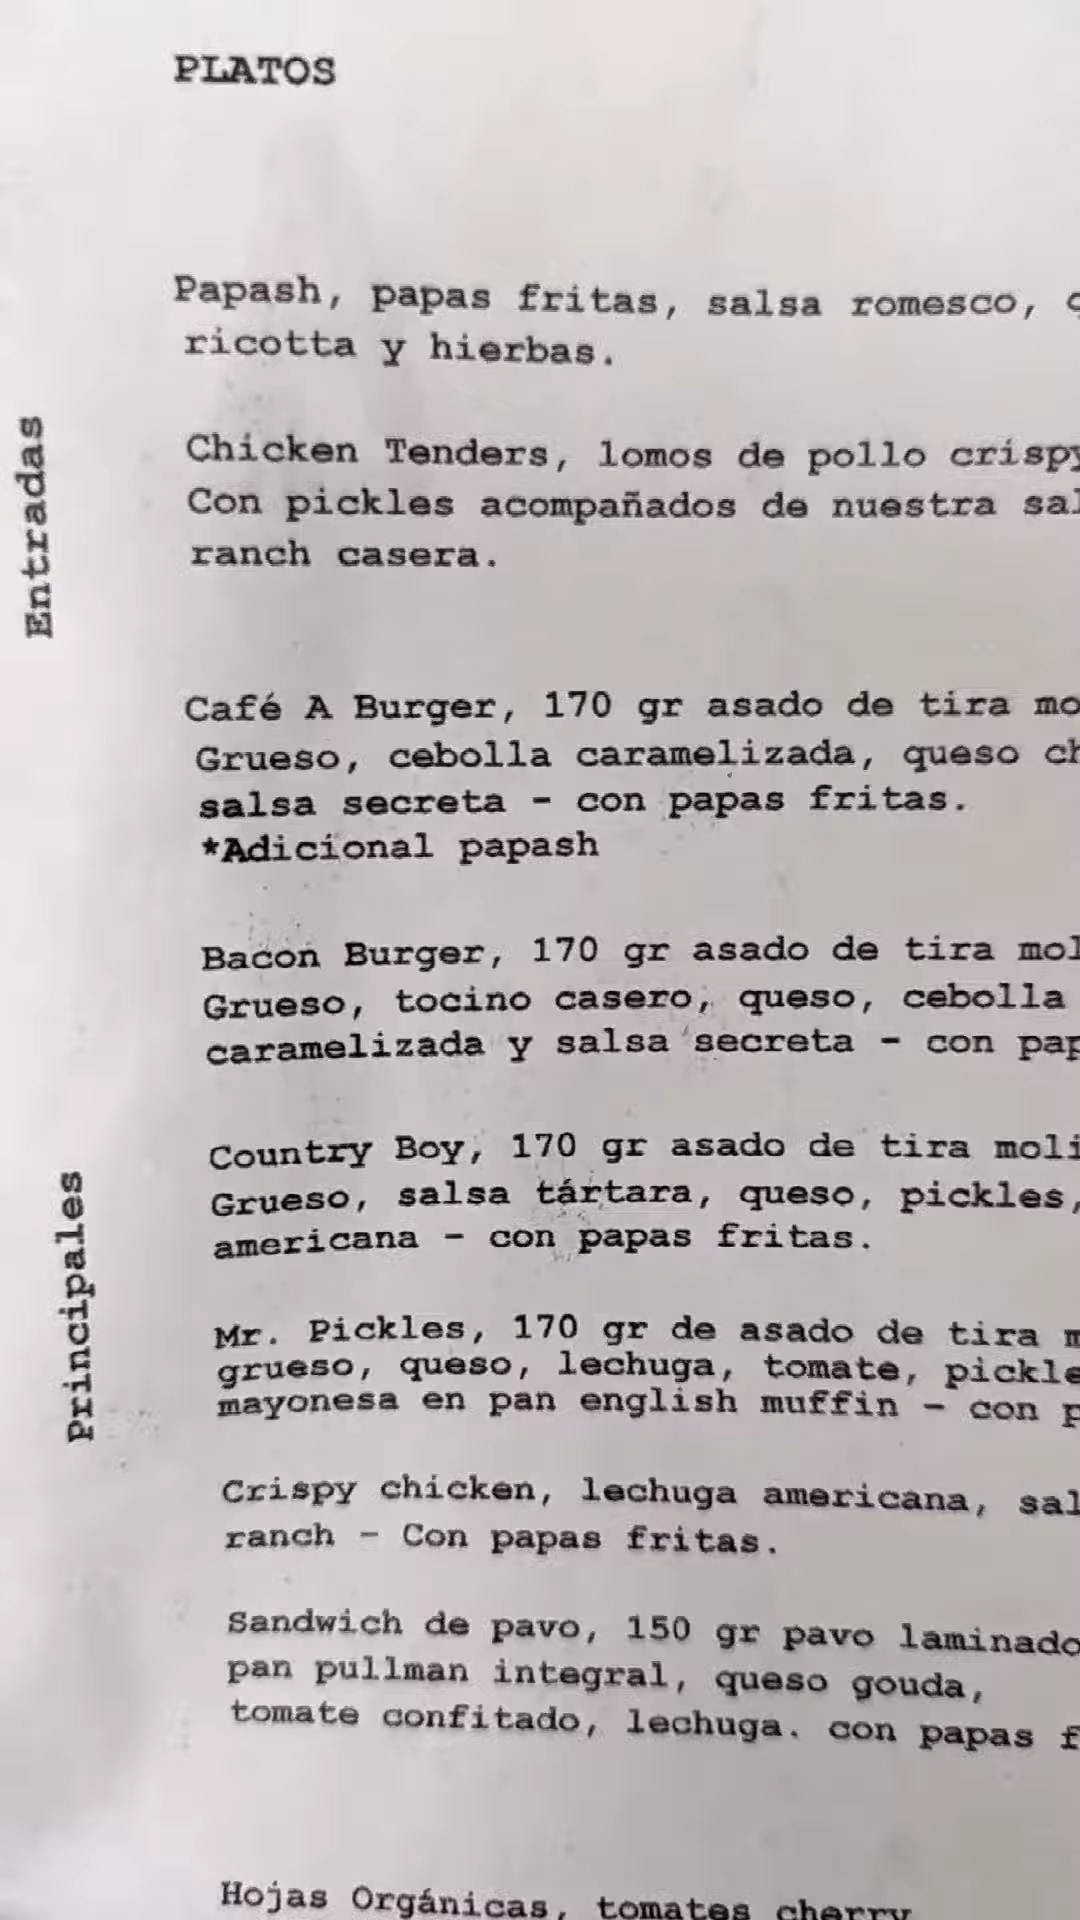 PLATOS
Papash, papas fritas, salsa romesco,
ricotta y hierbas.
Entradas
Chicken Tenders, lomos de pollo crispy
Con pickles acompañados de nuestra
ranch casera.
Café A Burger, 170 gr asado de tira
Grueso, cebolla caramelizada, queso
salsa secreta - con papas fritas.
*Adicional papash
Bacon Burger, 170 gr asado de tira
Grueso, tocino casero, queso, cebolla
caramelizada y salsa secreta - con
Principales
Country Boy, 170 gr asado de tira
Grueso, salsa tártara, queso, pickles,
americana - con papas fritas.
Mr. Pickles, 170 gr de asado de tira
grueso, queso, lechuga, tomate,
mayonesa en pan english muffin - con
Crispy chicken, lechuga americana,
ranch - Con papas fritas.
Sandwich de pavo, 150 gr pavo laminado
pan pullman integral, queso gouda,
tomate confitado, lechuga. con papas
Hojas Orgánicas, tomates cherry